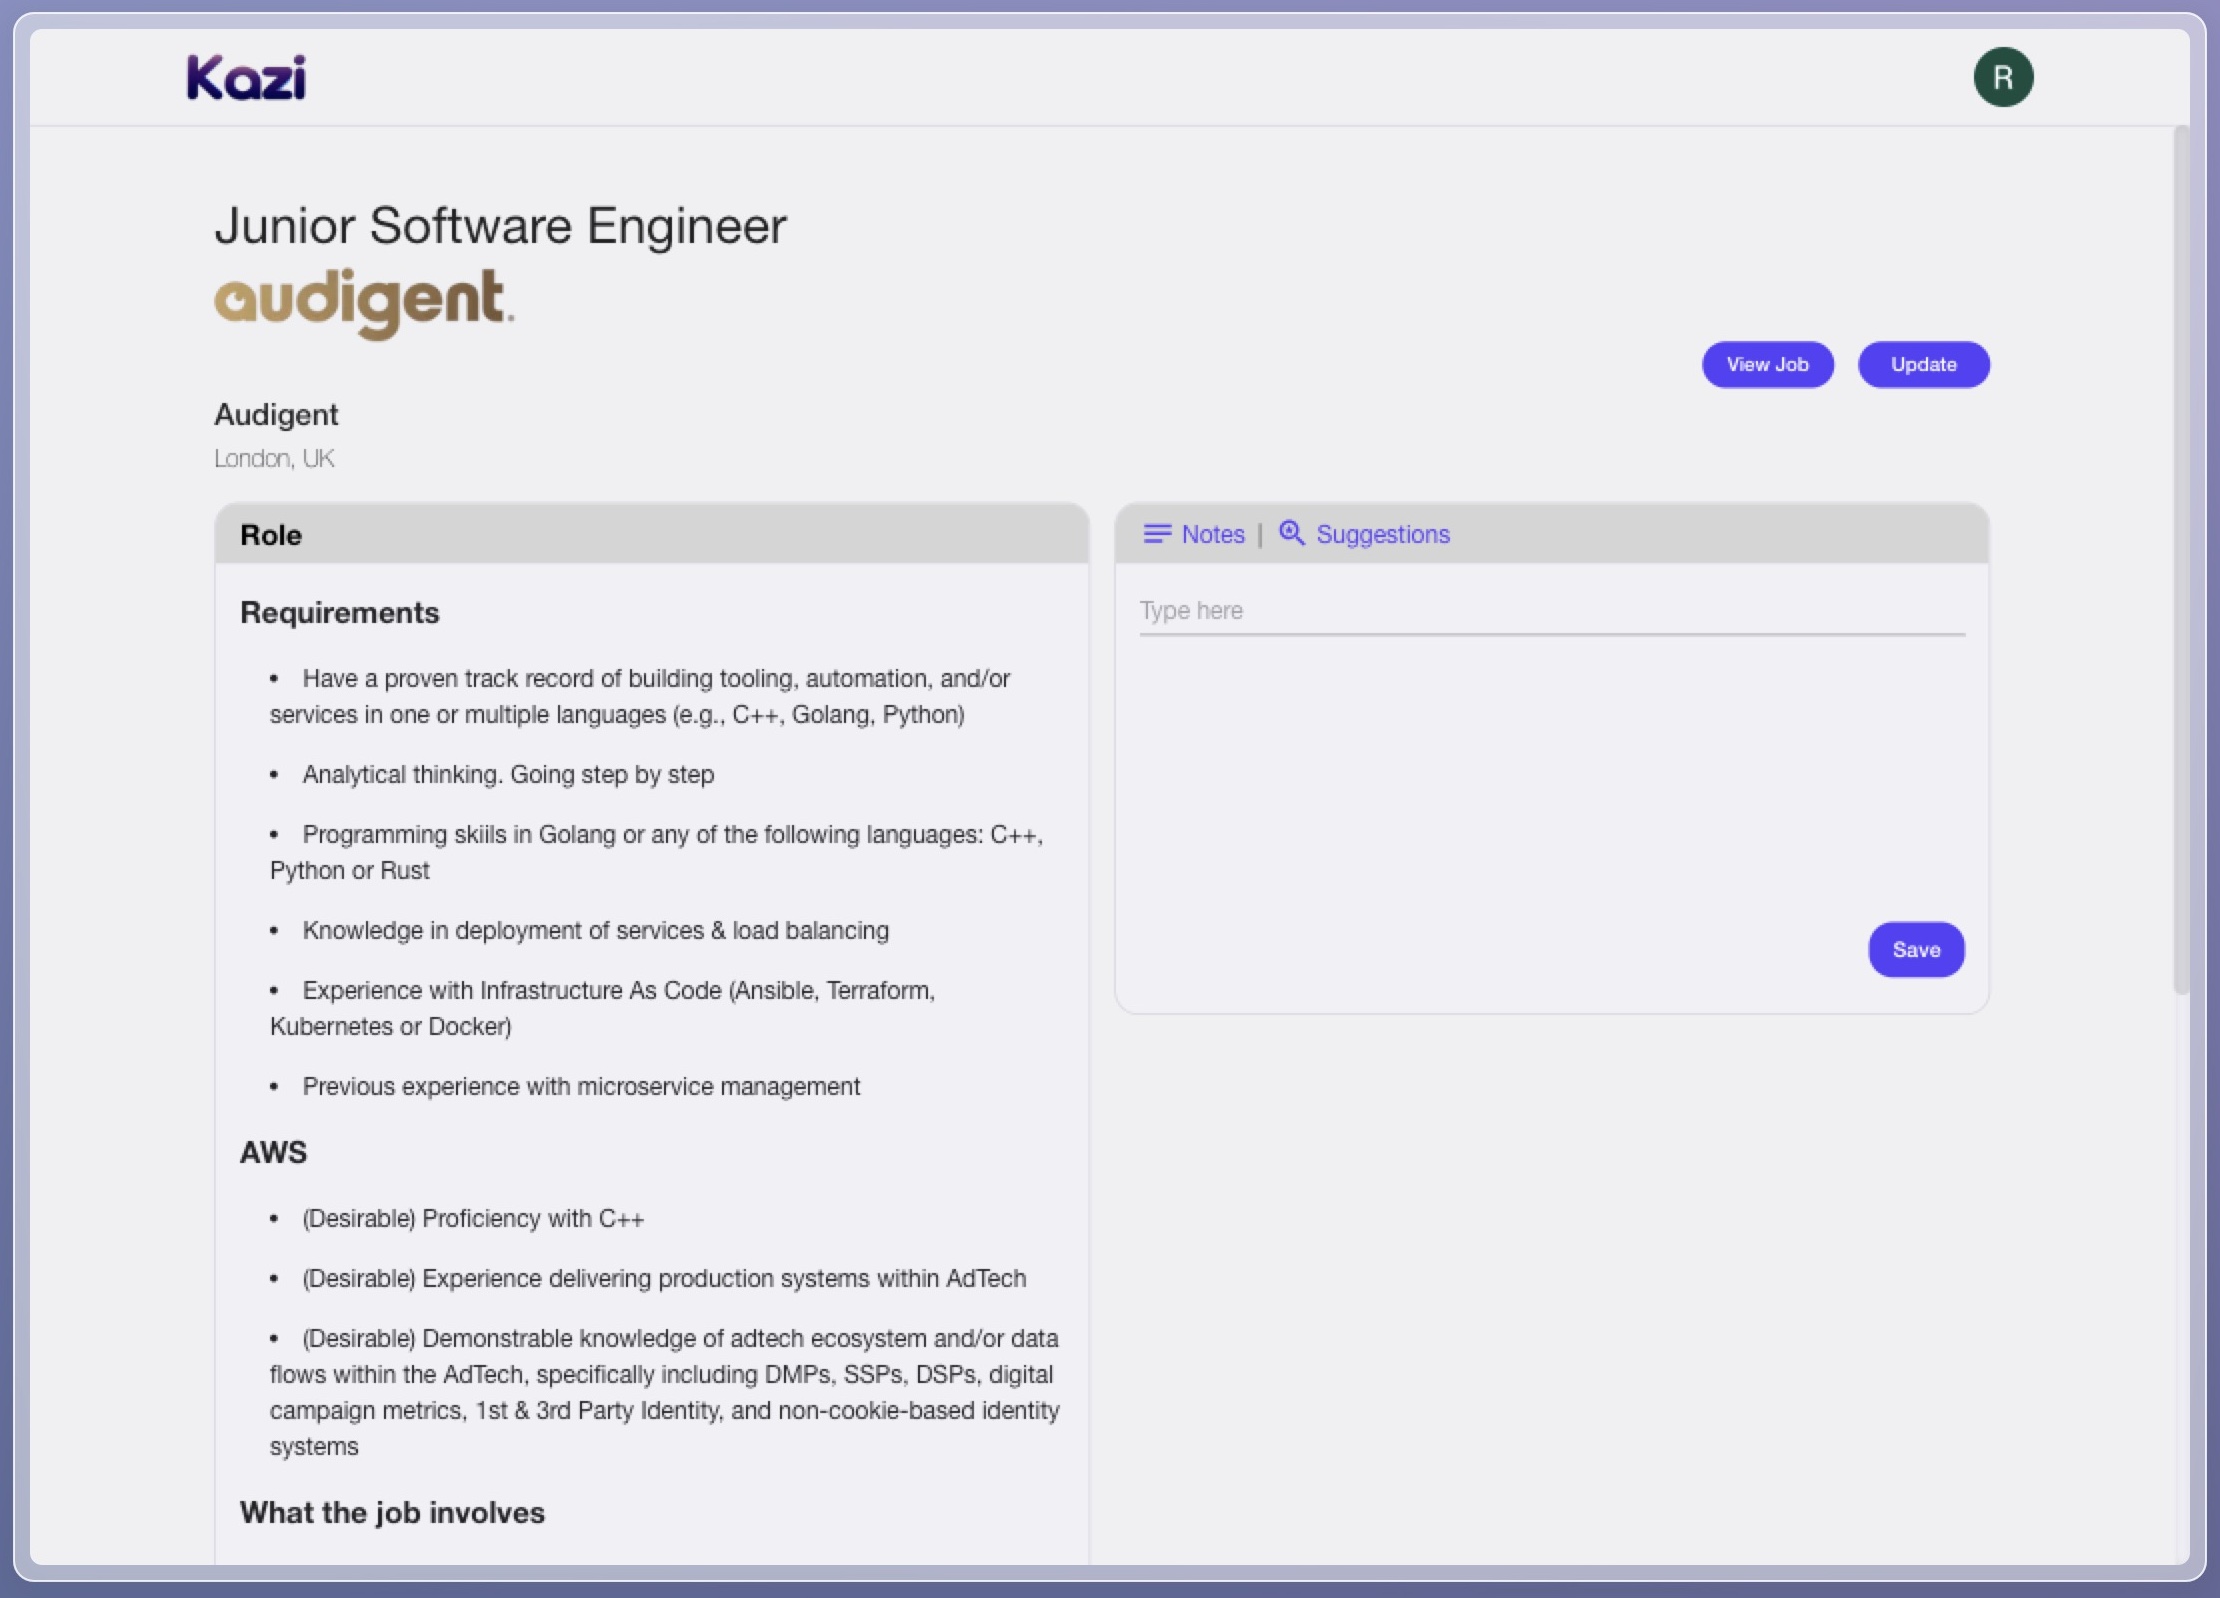 Kazi
R
Junior Software Engineer
audigent.
View Job
Update
Audigent
London, UK
Role
Requirements
• Have a proven track record of building tooling, automation, and/or
services in one or multiple languages (e.g., C++, Golang, Python)
• Analytical thinking. Going step by step
• Programming skiils in Golang or any of the following languages: C++,
Python or Rust
• Knowledge in deployment of services & load balancing
• Experience with Infrastructure As Code (Ansible, Terraform,
Kubernetes or Docker)
• Previous experience with microservice management
AWS
• (Desirable) Proficiency with C++
• (Desirable) Experience delivering production systems within AdTech
• (Desirable) Demonstrable knowledge of adtech ecosystem and/or data
flows within the AdTech, specifically including DMPs, SSPs, DSPs, digital
campaign metrics, 1st & 3rd Party Identity, and non-cookie-based identity
systems
What the job involves
Notes | Suggestions
Type here
Save